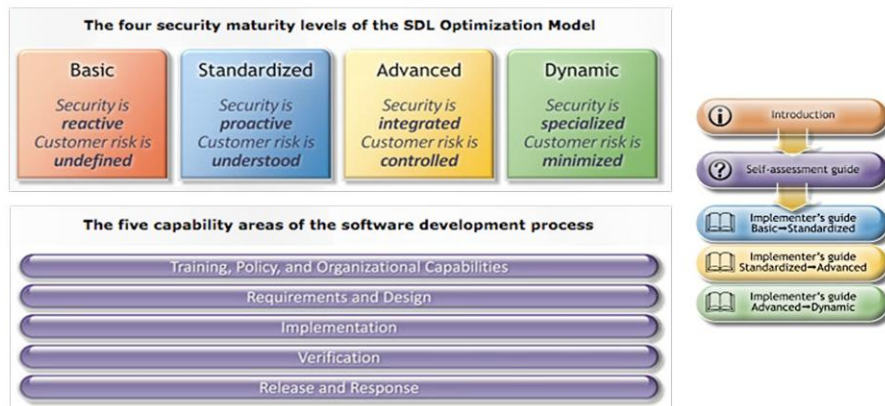 The four security maturity levels of the SDL Optimization Model
Basic
Security is
reactive
Customer risk is
undefined
Standardized
Security is
proactive
Customer risk is
understood
Advanced
Security is
integrated
Customer risk is
controlled
Dynamic
Security is
specialized
Customer risk is
minimized
The five capability areas of the software development process
Training, Policy, and Organizational Capabilities
Requirements and Design
Implementation
Verification
Release and Response
i Introduction
? Self-assessment guide
Implementer's guide
Basic→Standardized
Implementer's guide
Standardized→Advanced
Implementer's guide
Advanced→Dynamic